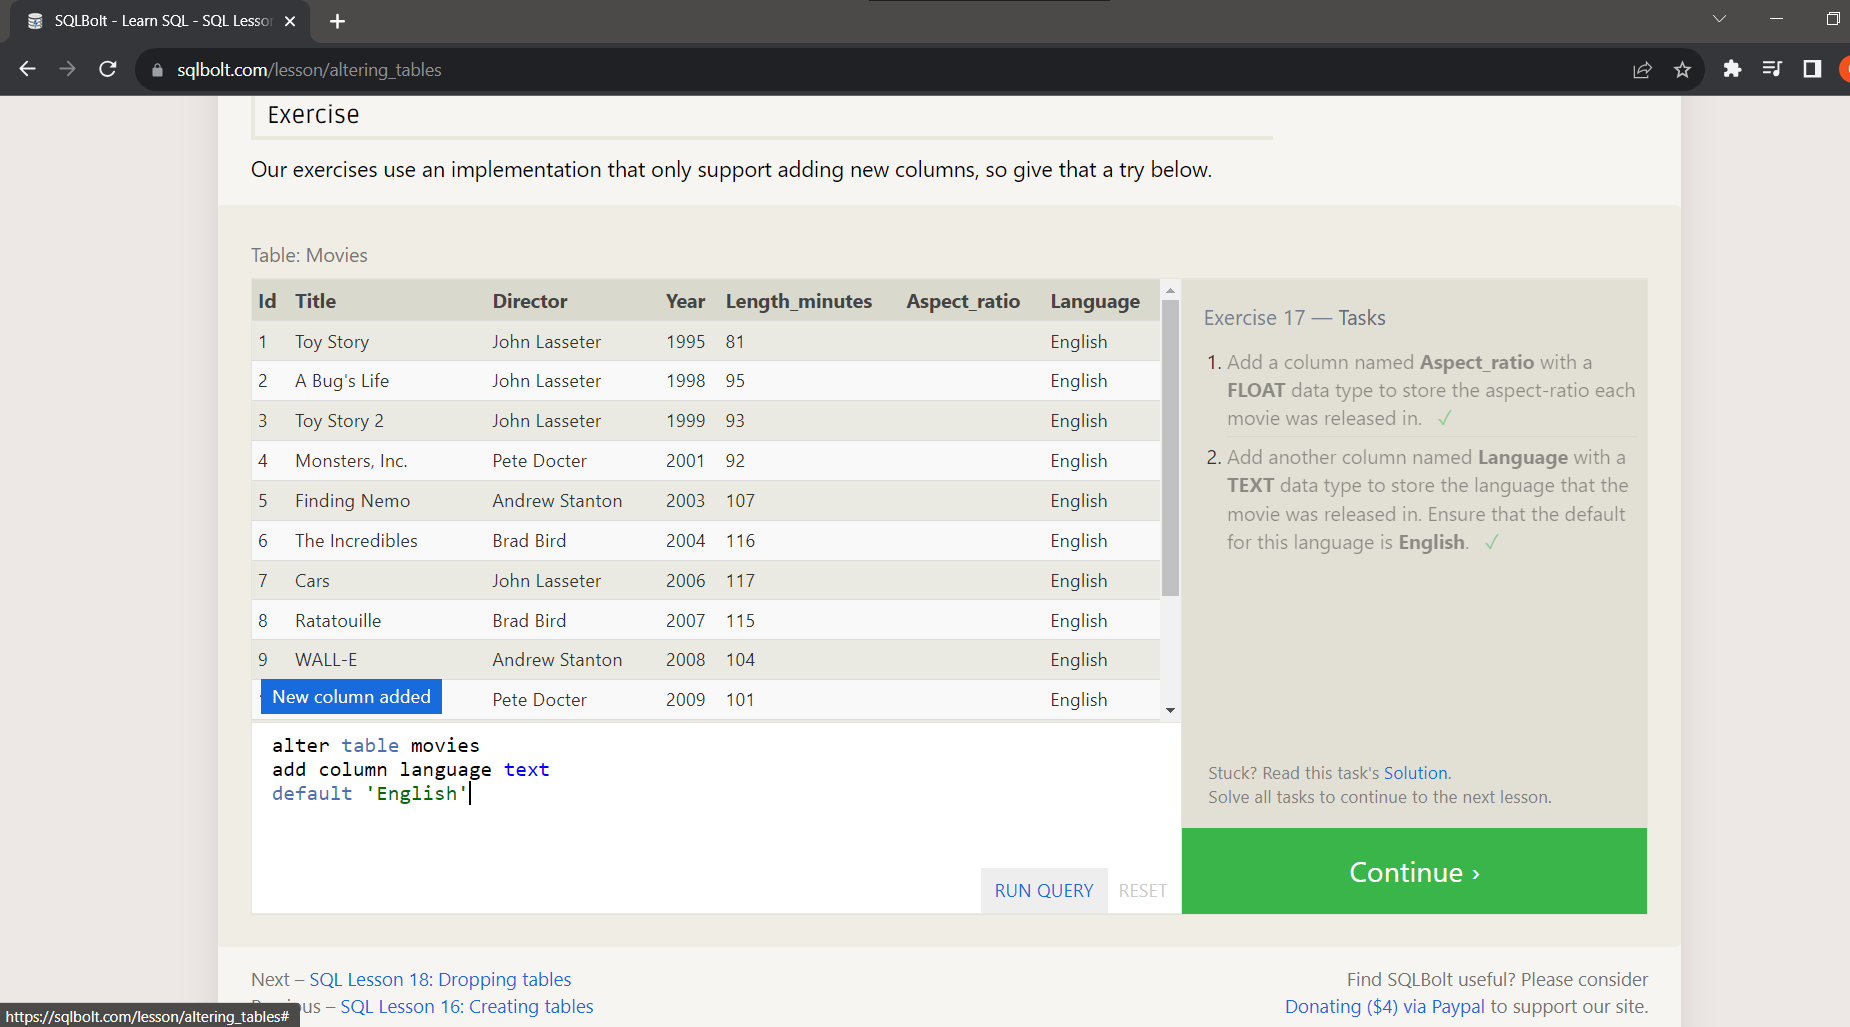 SQLBolt - Learn SQL - SQL Lesson
sqlbolt.com/lesson/altering_tables
Exercise
Our exercises use an implementation that only support adding new columns, so give that a try below.
Table: Movies
Id Title Director Year Length_minutes Aspect_ratio Language
1 Toy Story John Lasseter 1995 81 English
2 A Bug's Life John Lasseter 1998 95 English
3 Toy Story 2 John Lasseter 1999 93 English
4 Monsters, Inc. Pete Docter 2001 92 English
5 Finding Nemo Andrew Stanton 2003 107 English
6 The Incredibles Brad Bird 2004 116 English
7 Cars John Lasseter 2006 117 English
8 Ratatouille Brad Bird 2007 115 English
9 WALL-E Andrew Stanton 2008 104 English
New column added Pete Docter 2009 101 English
alter table movies
add column language text
default 'English'
RUN QUERY RESET
Exercise 17 — Tasks
1. Add a column named Aspect_ratio with a
FLOAT data type to store the aspect-ratio each
movie was released in. ✓
2. Add another column named Language with a
TEXT data type to store the language that the
movie was released in. Ensure that the default
for this language is English. ✓
Stuck? Read this task's Solution.
Solve all tasks to continue to the next lesson.
Continue ›
Next – SQL Lesson 18: Dropping tables
Previous – SQL Lesson 16: Creating tables
Find SQLBolt useful? Please consider
Donating ($4) via Paypal to support our site.
https://sqlbolt.com/lesson/altering_tables#